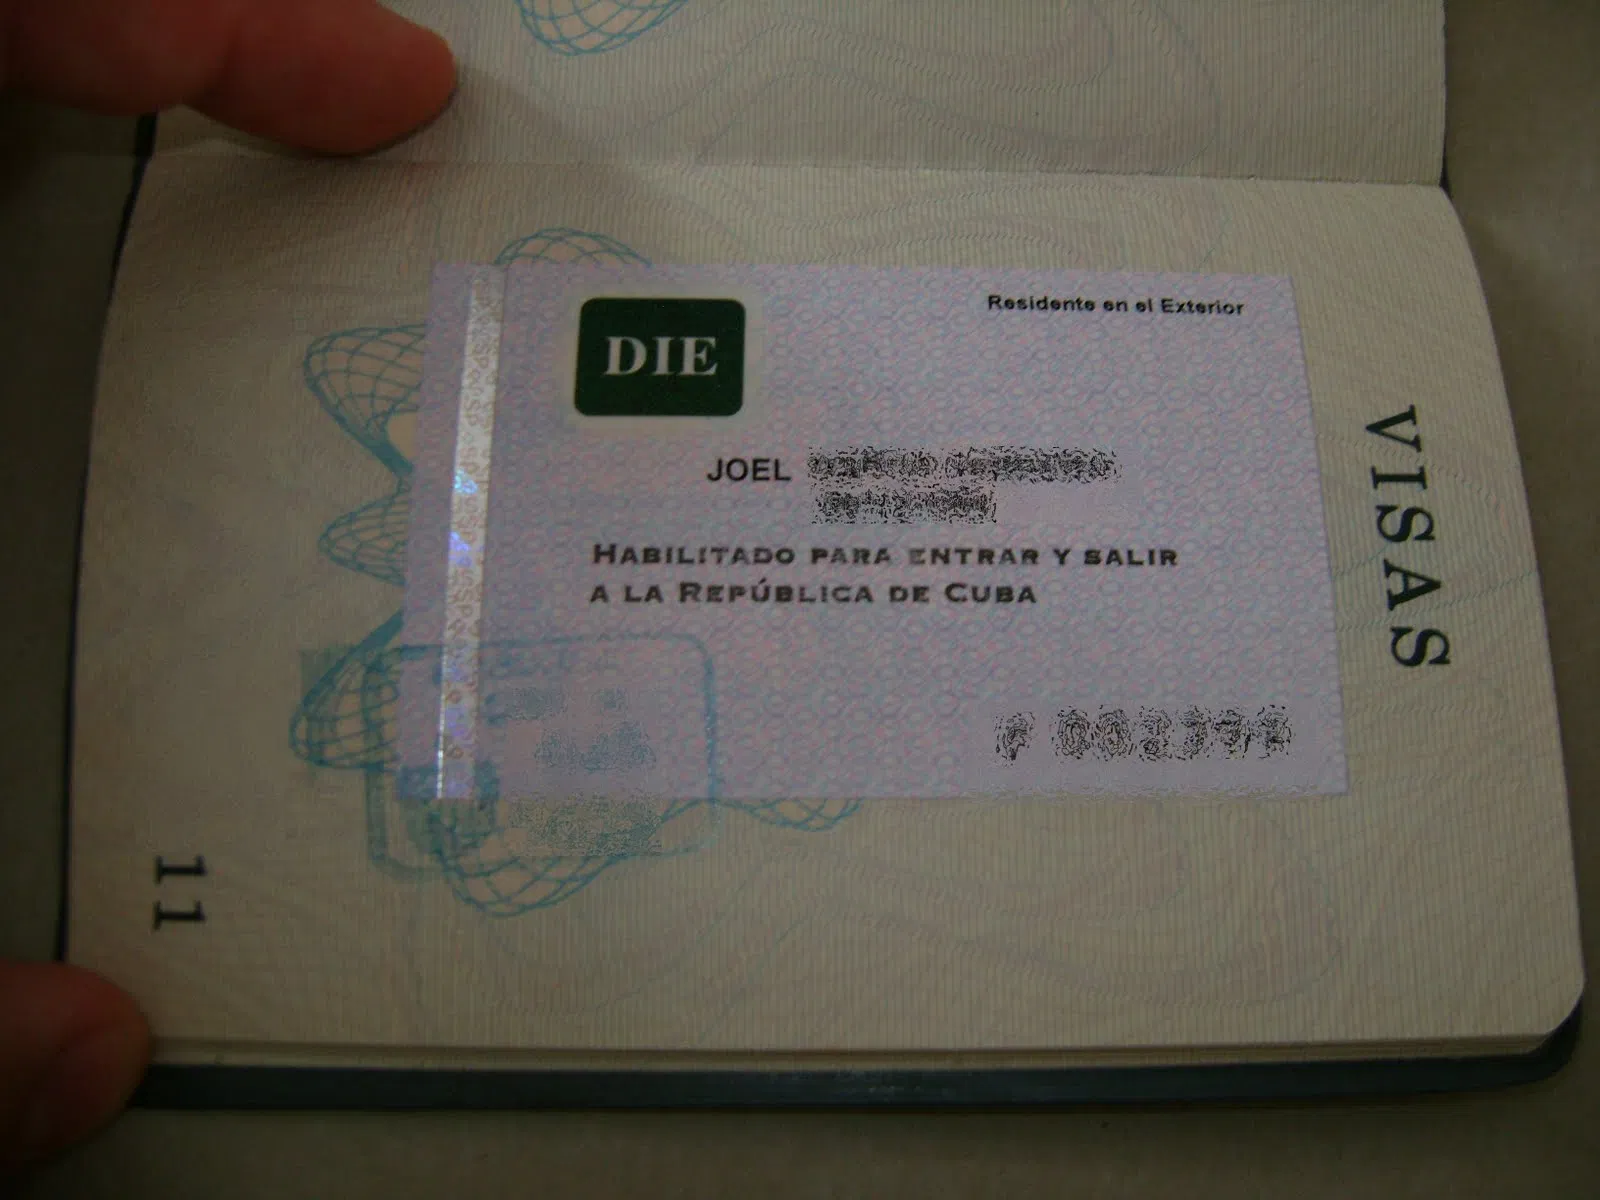 Residente en el Exterior
DIE
JOEL
HABILITADO PARA ENTRAR Y SALIR
A LA REPÚBLICA DE CUBA
VISAS
11